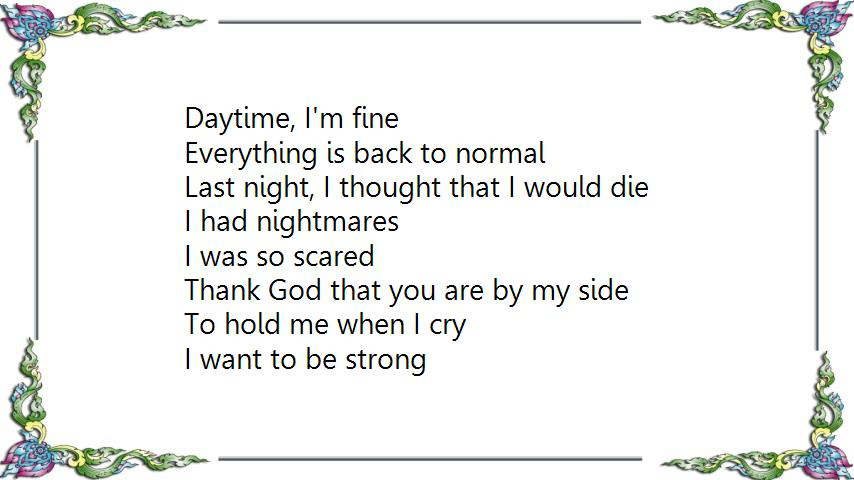 Daytime, I'm fine
Everything is back to normal
Last night, I thought that I would die
I had nightmares
I was so scared
Thank God that you are by my side
To hold me when I cry
I want to be strong